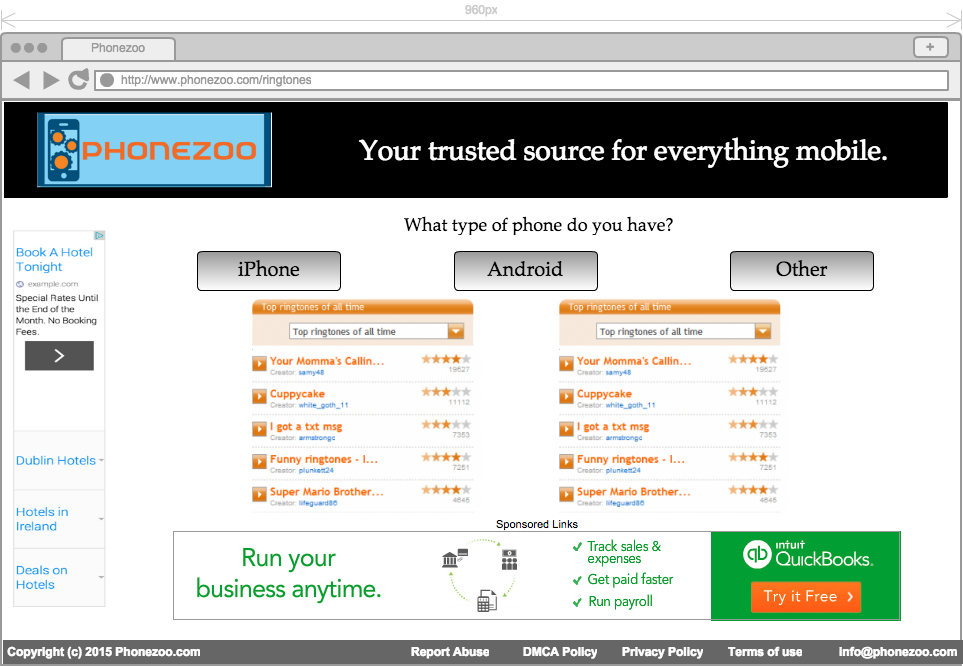 960px
Phonezoo
+
http://www.phonezoo.com/ringtones
PHONEZOO
Your trusted source for everything mobile.
What type of phone do you have?
iPhone
Android
Other
Book A Hotel
Tonight
example.com
Special Rates Until
the End of the
Month. No Booking
Fees.
Dublin Hotels
Hotels in
Ireland
Deals on
Hotels
Top ringtones of all time
Top ringtones of all time
Your Momma's Callin...
Creator: samy48
19627
Cuppycake
Creator: white_goth_11
11112
I got a txt msg
Creator: armstrongc
7353
Funny ringtones - I...
Creator: plunkett24
7251
Super Mario Brother...
Creator: lifeguard86
4645
Top ringtones of all time
Top ringtones of all time
Your Momma's Callin...
Creator: samy48
19627
Cuppycake
Creator: white_goth_11
11112
I got a txt msg
Creator: armstrongc
7353
Funny ringtones - I...
Creator: plunkett24
7251
Super Mario Brother...
Creator: lifeguard86
4645
Sponsored Links
Run your
business anytime.
Track sales &
expenses
Get paid faster
Run payroll
intuit
QuickBooks.
Try it Free
Copyright (c) 2015 Phonezoo.com
Report Abuse
DMCA Policy
Privacy Policy
Terms of use
Info@phonezoo.com